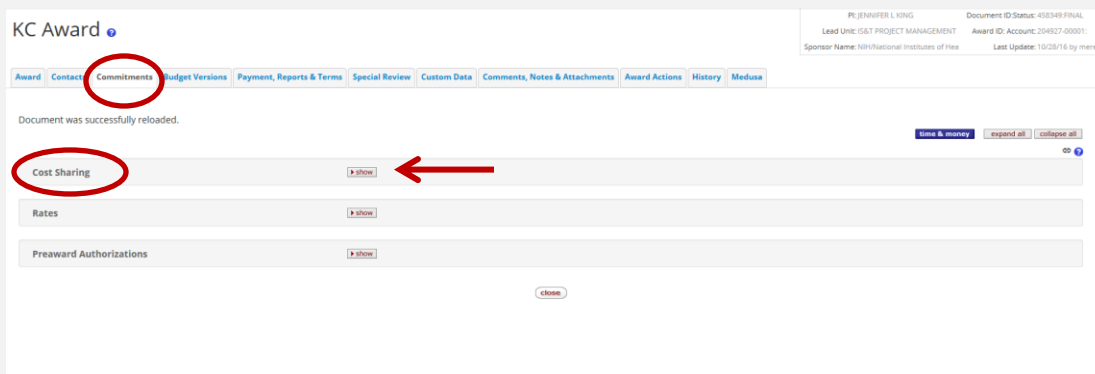 KC Award
PI: JENNIFER L KING Document ID:Status: 458349:FINAL
Lead Unit: IS&T PROJECT MANAGEMENT Award ID: Account: 204927-00001:
Sponsor Name: NIH/National Institutes of Hea Last Update: 10/28/16 by mere
Award Contacts Commitments Budget Versions Payment, Reports & Terms Special Review Custom Data Comments, Notes & Attachments Award Actions History Medusa
Document was successfully reloaded.
time & money expand all collapse all
Cost Sharing show
Rates show
Preaward Authorizations show
close